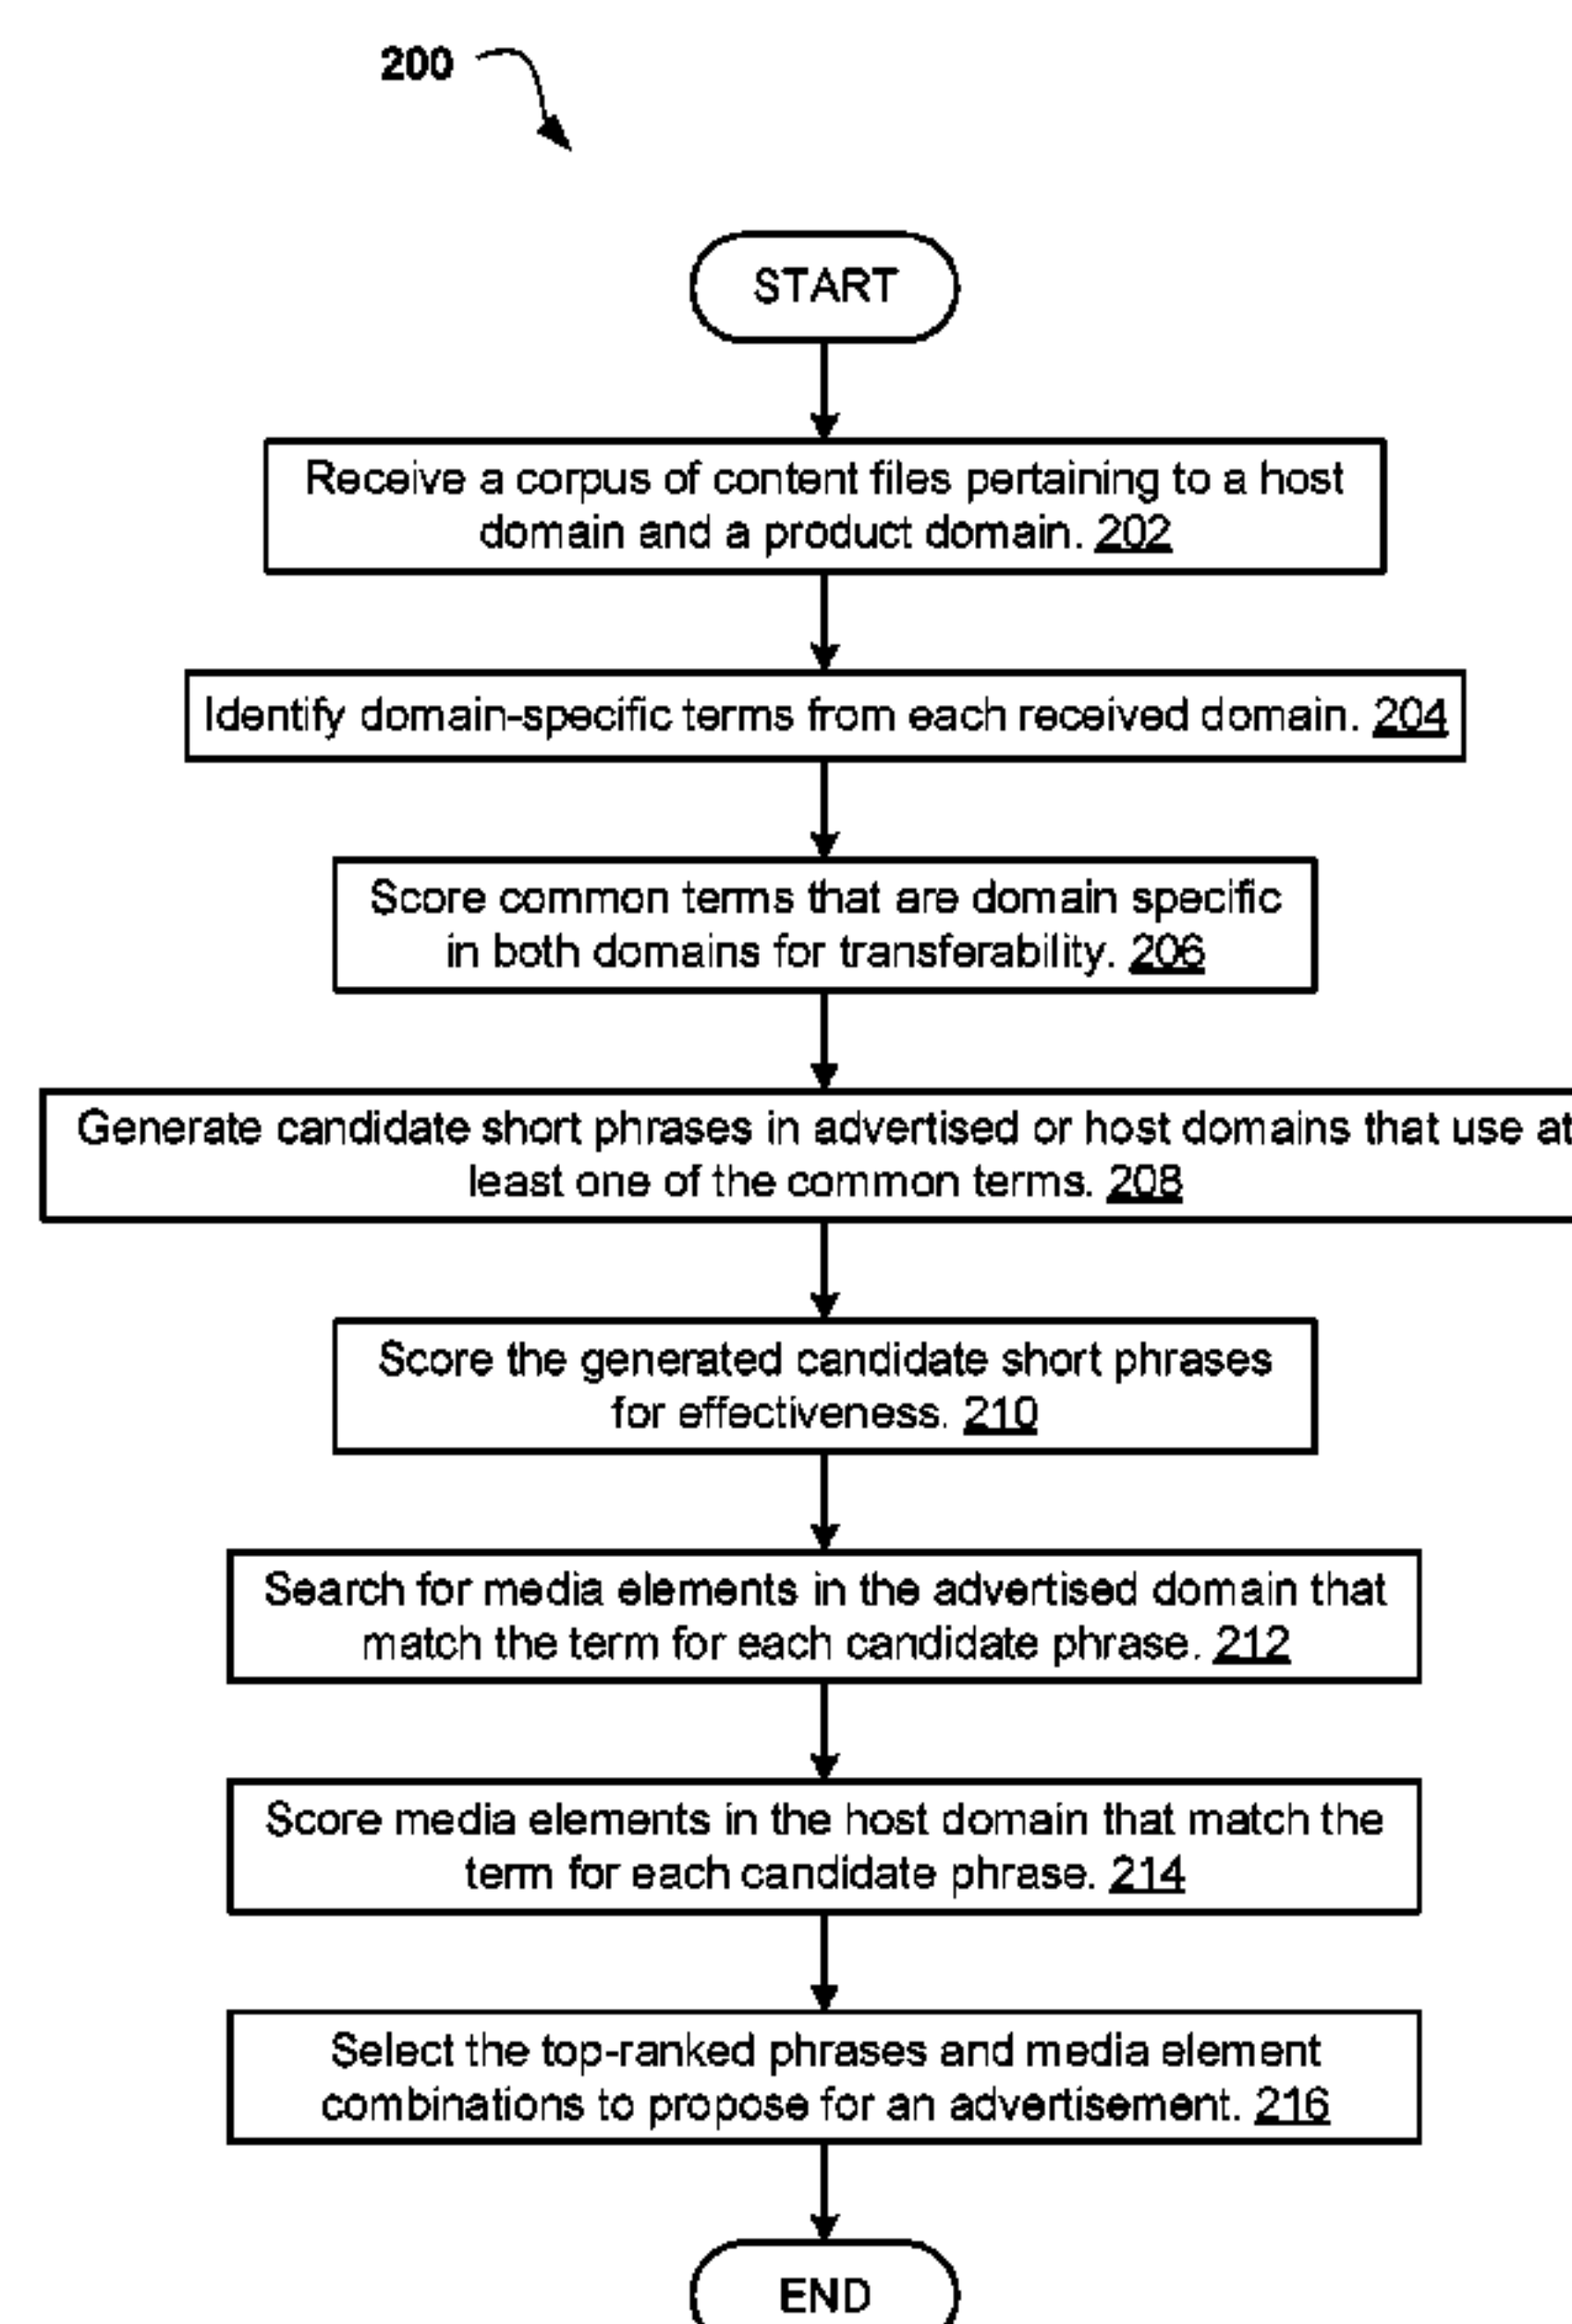 200
START
Receive a corpus of content files pertaining to a host
domain and a product domain. 202
Identify domain-specific terms from each received domain. 204
Score common terms that are domain specific
in both domains for transferability. 206
Generate candidate short phrases in advertised or host domains that use at
least one of the common terms. 208
Score the generated candidate short phrases
for effectiveness. 210
Search for media elements in the advertised domain that
match the term for each candidate phrase. 212
Score media elements in the host domain that match the
term for each candidate phrase. 214
Select the top-ranked phrases and media element
combinations to propose for an advertisement. 216
END